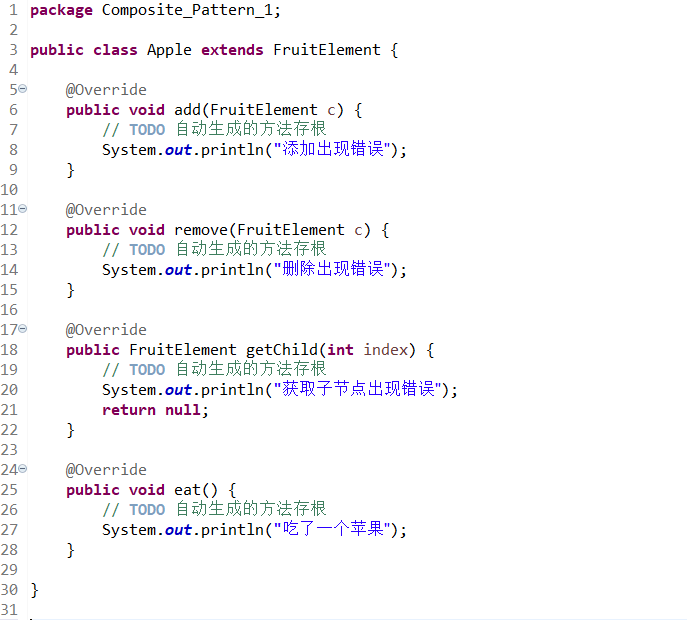 1 package Composite_Pattern_1;
2
3 public class Apple extends FruitElement {
4
5 @Override
6 public void add(FruitElement c) {
7 // TODO 自动生成的方法存根
8 System.out.println("添加出现错误");
9 }
10
11 @Override
12 public void remove(FruitElement c) {
13 // TODO 自动生成的方法存根
14 System.out.println("删除出现错误");
15 }
16
17 @Override
18 public FruitElement getChild(int index) {
19 // TODO 自动生成的方法存根
20 System.out.println("获取子节点出现错误");
21 return null;
22 }
23
24 @Override
25 public void eat() {
26 // TODO 自动生成的方法存根
27 System.out.println("吃了一个苹果");
28 }
29
30 }
31